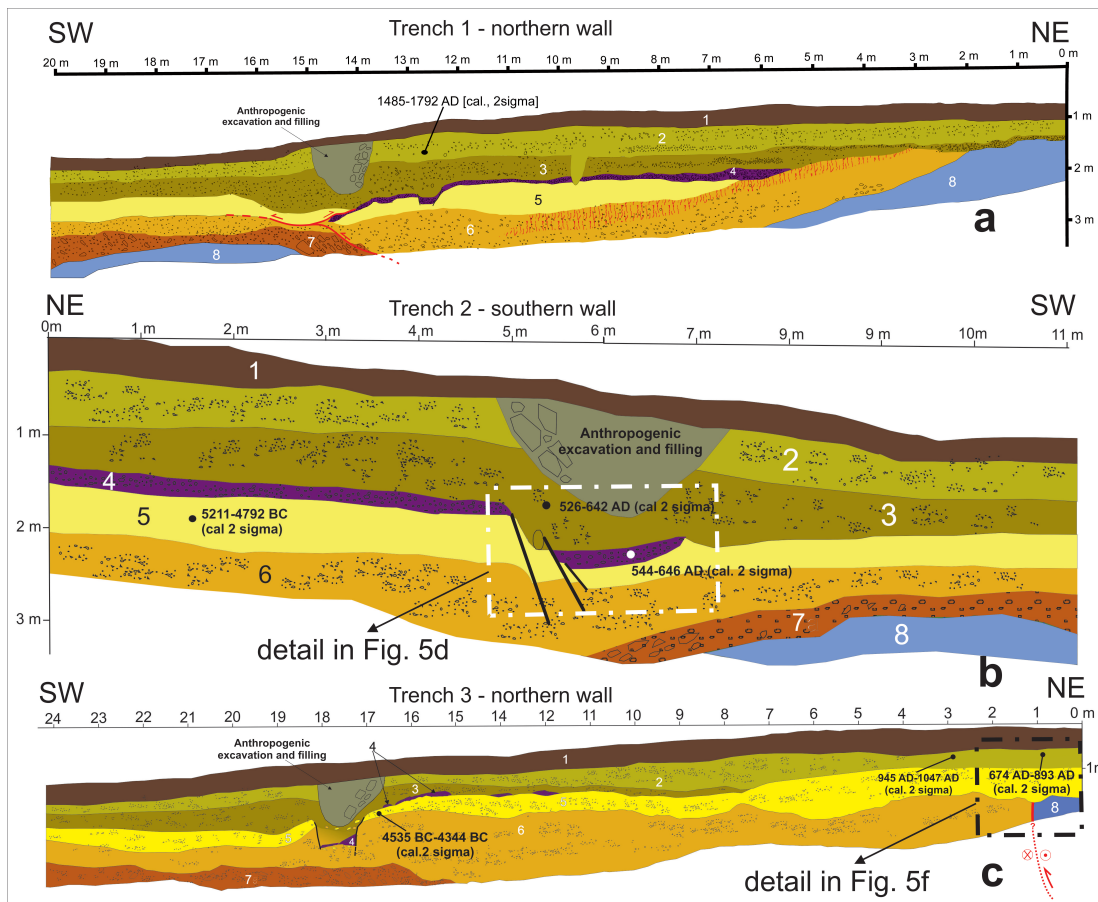 SW
Trench 1 - northern wall
NE
20 m 19 m 18 m 17 m 16 m 15 m 14 m 13 m 12 m 11 m 10 m 9 m 8 m 7 m 6 m 5 m 4 m 3 m 2 m 1 m 0 m
1485-1792 AD [cal., 2sigma]
Anthropogenic
excavation and filling
1
2
3
4
5
6
7
8
8
1 m
2 m
3 m
a
NE
Trench 2 - southern wall
SW
0m 1 m 2 m 3 m 4 m 5 m 6 m 7 m 9 m 9 m 10 m 11 m
1 m
2 m
3 m
1
Anthropogenic
excavation and filling
2
4
3
526-642 AD (cal 2 sigma)
5
5211-4792 BC
(cal 2 sigma)
544-646 AD (cal. 2 sigma)
6
7
8
detail in Fig. 5d
b
SW
Trench 3 - northern wall
NE
24 23 22 21 20 19 18 17 16 15 14 13 12 11 10 9 8 7 6 5 4 3 2 1 0 m
Anthropogenic
excavation and filling
4
1
1m
945 AD-1047 AD
(cal. 2 sigma)
674 AD-893 AD
(cal. 2 sigma)
3
2
5
5
8
4535 BC-4344 BC
(cal.2 sigma)
6
4
7
?
detail in Fig. 5f
c